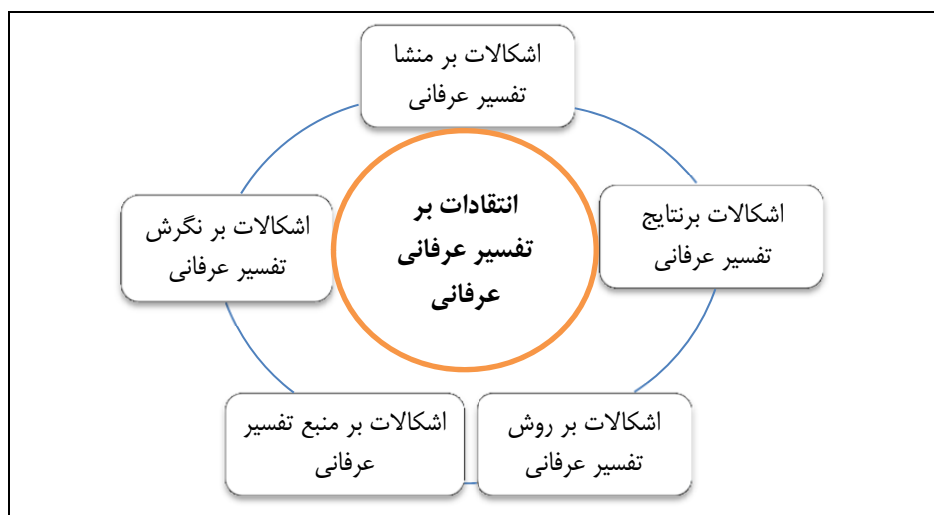 اشکالات بر منشا
تفسیر عرفانی
اشکالات برنتایج
تفسیر عرفانی
اشکالات بر روش
تفسیر عرفانی
اشکالات بر منبع تفسیر
عرفانی
اشکالات بر نگرش
تفسیر عرفانی
انتقادات بر
تفسیر عرفانی
عرفانی